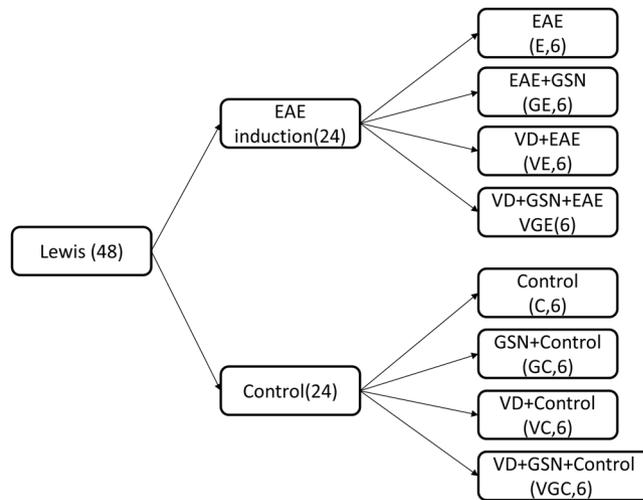 EAE
(E,6)
EAE+GSN
(GE,6)
EAE
induction(24)
VD+EAE
(VE,6)
VD+GSN+EAE
VGE(6)
Lewis (48)
Control
(C,6)
GSN+Control
(GC,6)
Control(24)
VD+Control
(VC,6)
VD+GSN+Control
(VGC,6)